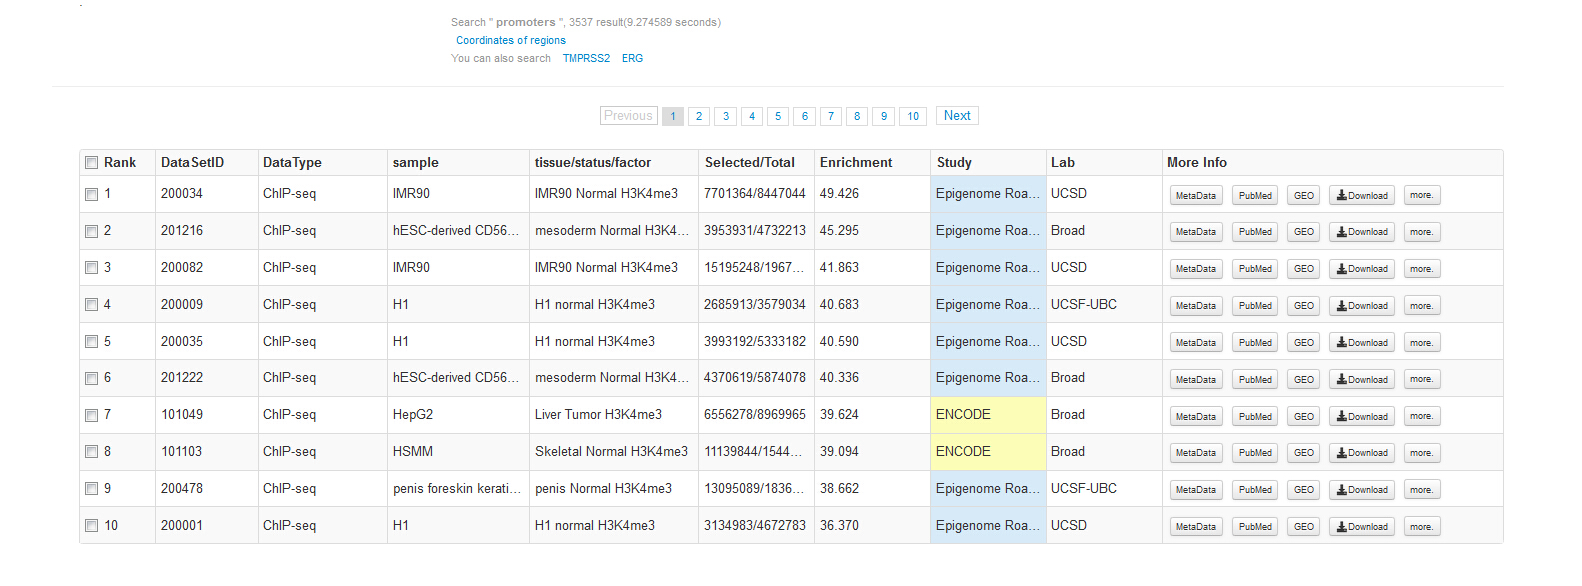 Search " promoters ", 3537 result(9.274589 seconds)
Coordinates of regions
You can also search TMPRSS2 ERG
Previous 1 2 3 4 5 6 7 8 9 10 Next
Rank DataSetID DataType sample tissue/status/factor Selected/Total Enrichment Study Lab More Info
1 200034 ChIP-seq IMR90 IMR90 Normal H3K4me3 7701364/8447044 49.426 Epigenome Roa... UCSD MetaData PubMed GEO Download more.
2 201216 ChIP-seq hESC-derived CD56... mesoderm Normal H3K4... 3953931/4732213 45.295 Epigenome Roa... Broad MetaData PubMed GEO Download more.
3 200082 ChIP-seq IMR90 IMR90 Normal H3K4me3 15195248/1967... 41.863 Epigenome Roa... UCSD MetaData PubMed GEO Download more.
4 200009 ChIP-seq H1 H1 normal H3K4me3 2685913/3579034 40.683 Epigenome Roa... UCSF-UBC MetaData PubMed GEO Download more.
5 200035 ChIP-seq H1 H1 normal H3K4me3 3993192/5333182 40.590 Epigenome Roa... UCSD MetaData PubMed GEO Download more.
6 201222 ChIP-seq hESC-derived CD56... mesoderm Normal H3K4... 4370619/5874078 40.336 Epigenome Roa... Broad MetaData PubMed GEO Download more.
7 101049 ChIP-seq HepG2 Liver Tumor H3K4me3 6556278/8969965 39.624 ENCODE Broad MetaData PubMed GEO Download more.
8 101103 ChIP-seq HSMM Skeletal Normal H3K4me3 11139844/1544... 39.094 ENCODE Broad MetaData PubMed GEO Download more.
9 200478 ChIP-seq penis foreskin kerati... penis Normal H3K4me3 13095089/1836... 38.662 Epigenome Roa... UCSF-UBC MetaData PubMed GEO Download more.
10 200001 ChIP-seq H1 H1 normal H3K4me3 3134983/4672783 36.370 Epigenome Roa... UCSD MetaData PubMed GEO Download more.